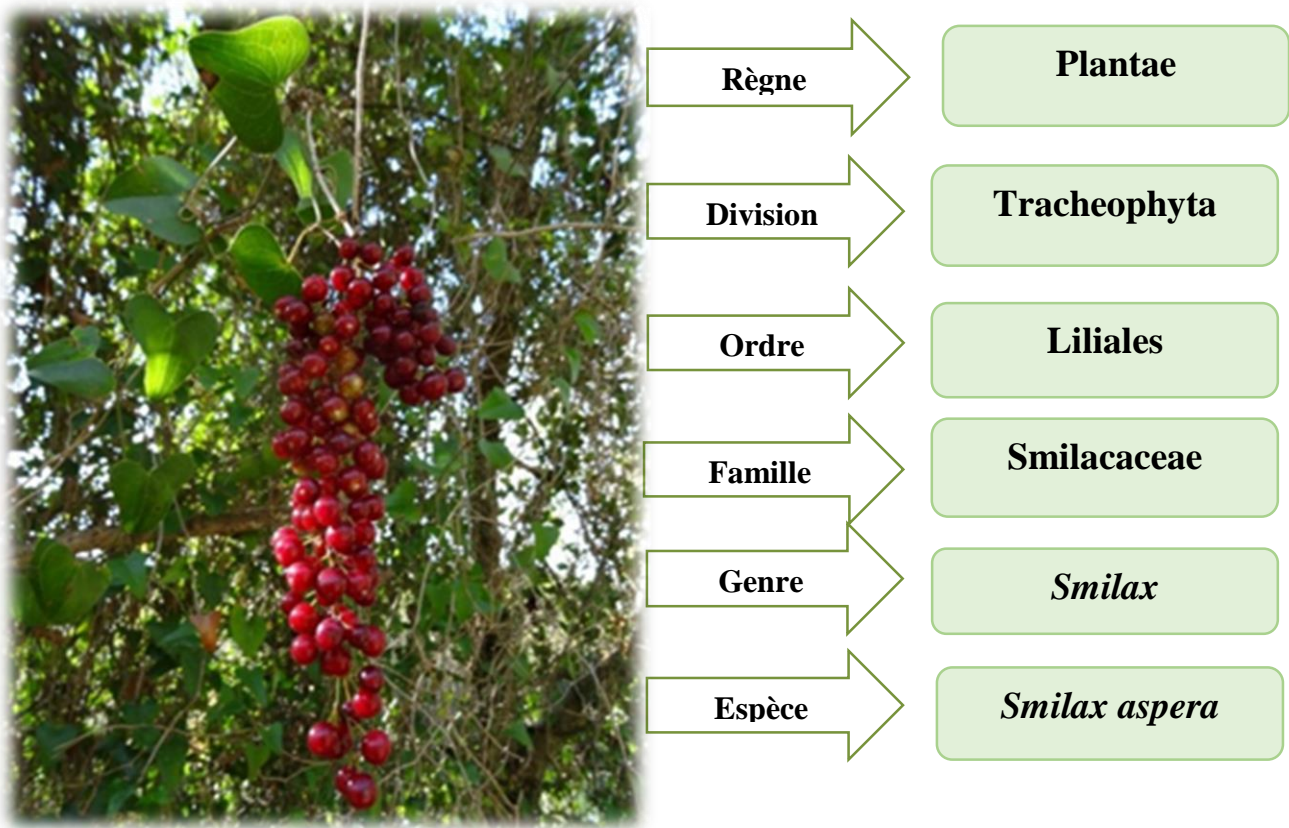 Règne
Plantae
Division
Tracheophyta
Ordre
Liliales
Famille
Smilacaceae
Genre
Smilax
Espèce
Smilax aspera